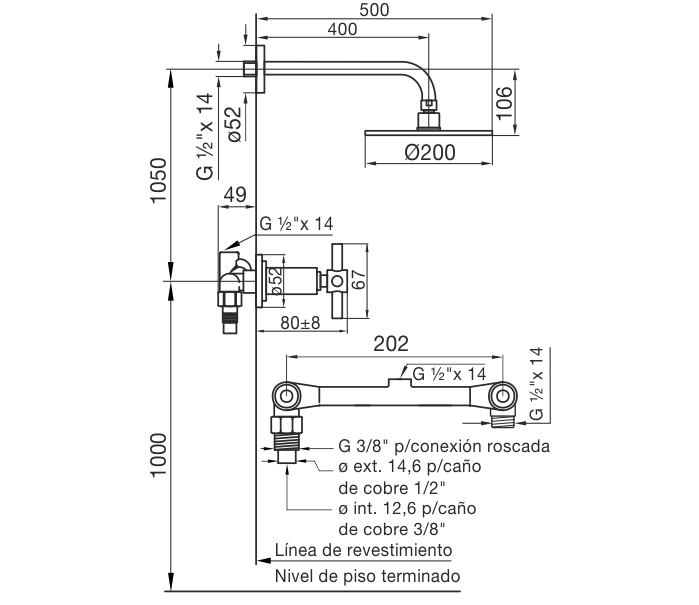 500
400
G ½"x 14
ø52
106
Ø200
1050
49
G ½"x 14
ø52
67
80±8
202
G ½"x 14
G ½"x 14
1000
G 3/8" p/conexión roscada
ø ext. 14,6 p/caño
de cobre 1/2"
ø int. 12,6 p/caño
de cobre 3/8"
Línea de revestimiento
Nivel de piso terminado